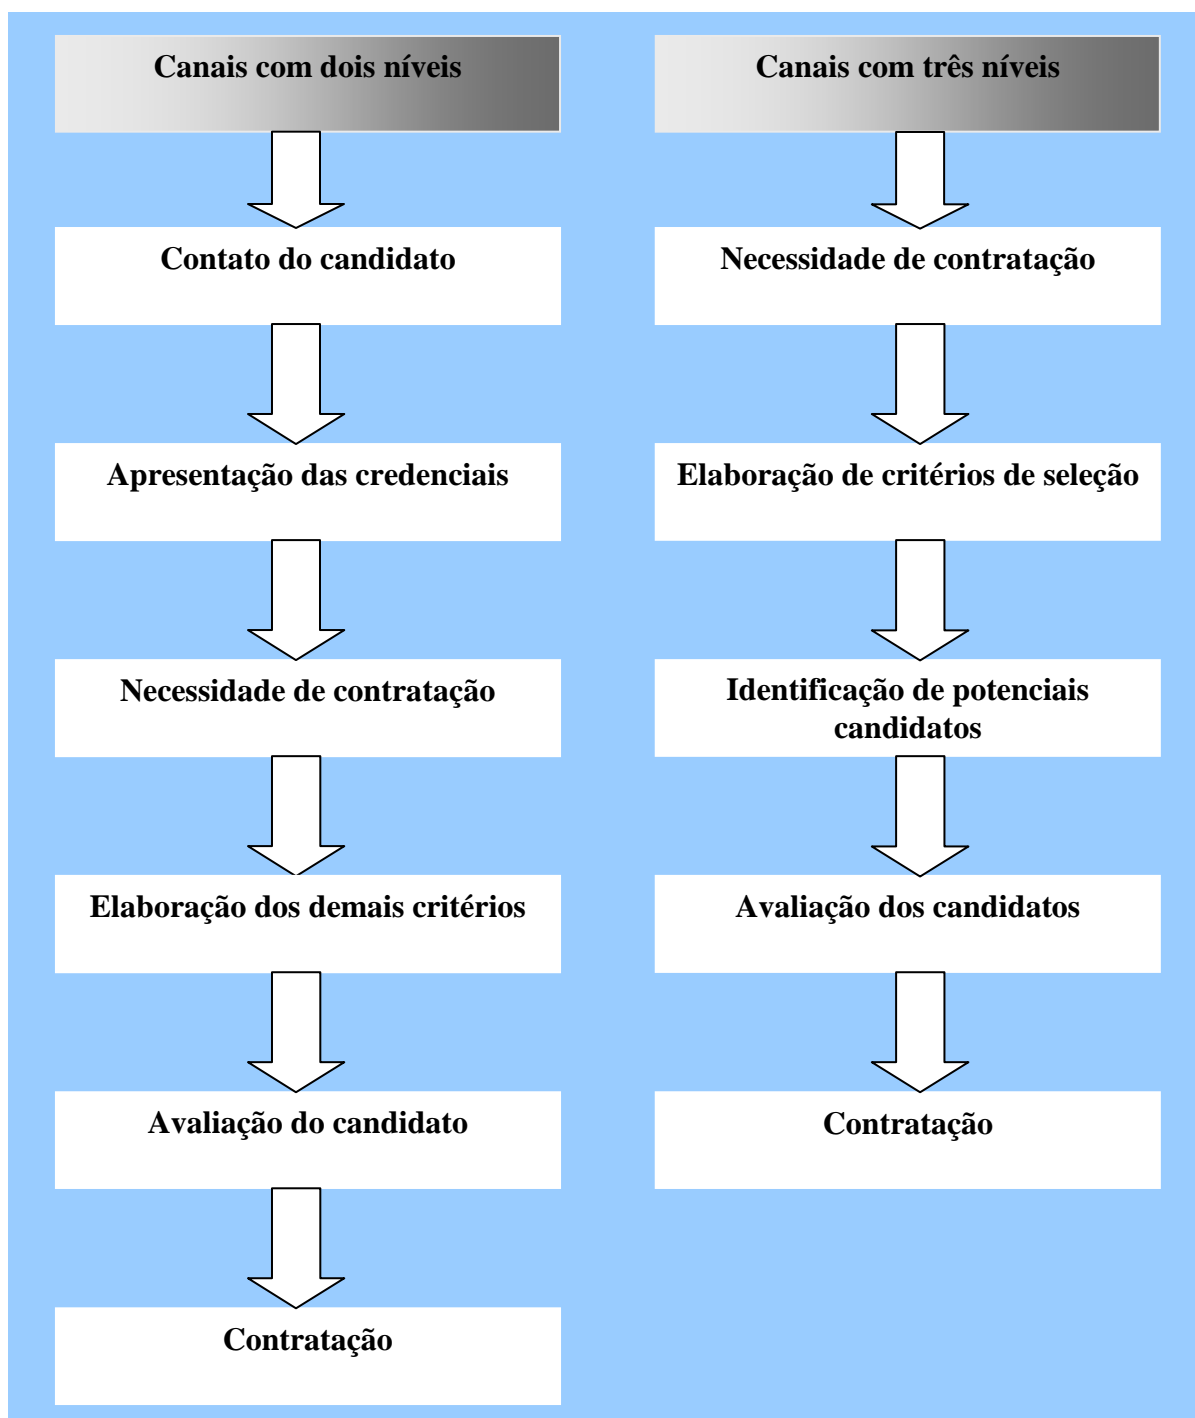 Canais com dois níveis
Contato do candidato
Apresentação das credenciais
Necessidade de contratação
Elaboração dos demais critérios
Avaliação do candidato
Contratação
Canais com três níveis
Necessidade de contratação
Elaboração de critérios de seleção
Identificação de potenciais
candidatos
Avaliação dos candidatos
Contratação